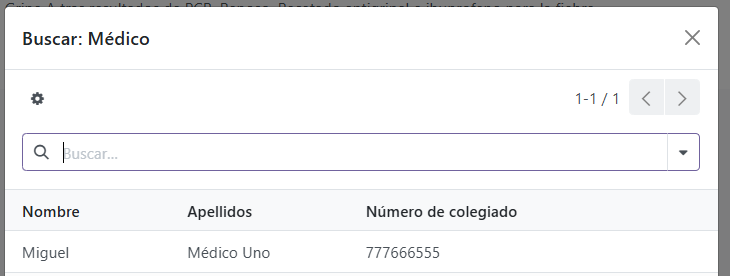 Buscar: Médico
1-1 / 1
Buscar...
Nombre Apellidos Número de colegiado
Miguel Médico Uno 777666555